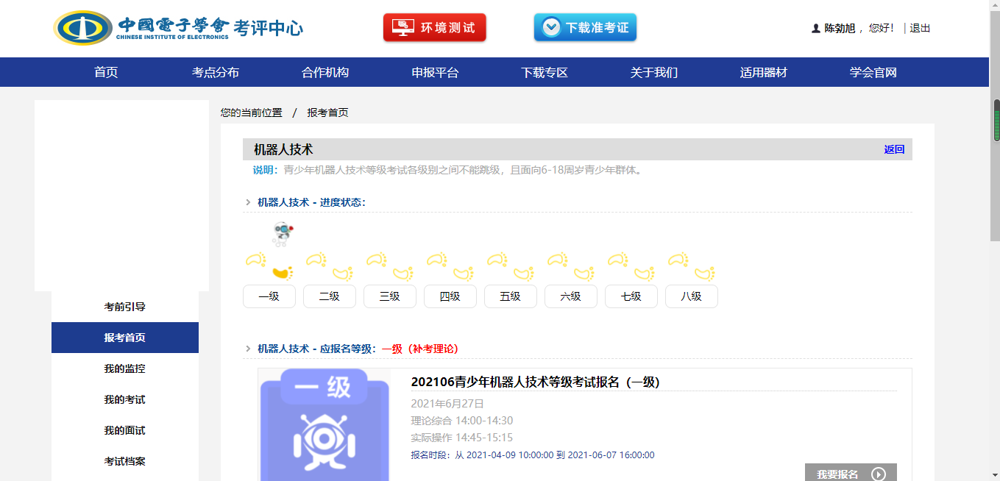 中國電子學會 考评中心
CHINESE INSTITUTE OF ELECTRONICS
环境测试
下载准考证
陈勃旭 ，您好！ | 退出
首页 考点分布 合作机构 申报平台 下载专区 关于我们 适用器材 学会官网
您的当前位置 / 报考首页
机器人技术 返回
说明：青少年机器人技术等级考试各级别之间不能跳级，且面向6-18周岁青少年群体。
机器人技术 - 进度状态：
一级 二级 三级 四级 五级 六级 七级 八级
考前引导
报考首页
我的监控
我的考试
我的面试
考试档案
机器人技术 - 应报名等级：一级（补考理论）
一级
202106青少年机器人技术等级考试报名（一级）
2021年6月27日
理论综合 14:00-14:30
实际操作 14:45-15:15
报名时段：从 2021-04-09 10:00:00 到 2021-06-07 16:00:00
我要报名